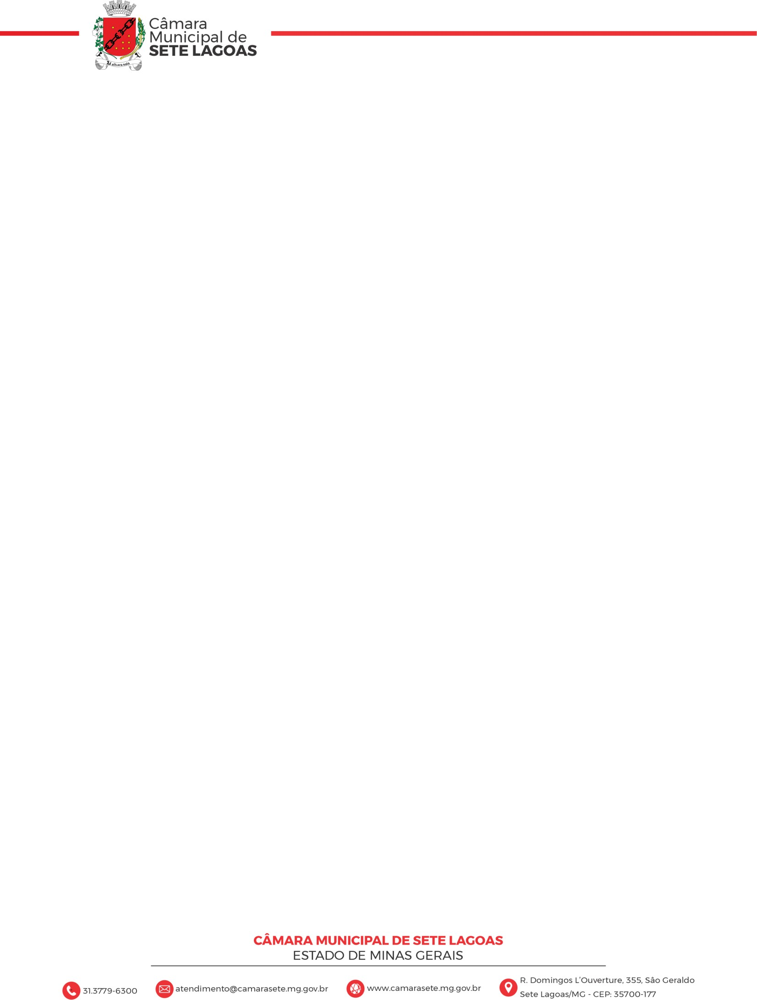 Câmara
Municipal de
SETE LAGOAS
Ad altiora nata
CÂMARA MUNICIPAL DE SETE LAGOAS
ESTADO DE MINAS GERAIS
31.3779-6300
atendimento@camarasete.mg.gov.br
www.camarasete.mg.gov.br
R. Domingos L’Ouverture, 355, Sâo Geraldo
Sete Lagoas/MG - CEP: 35700-177